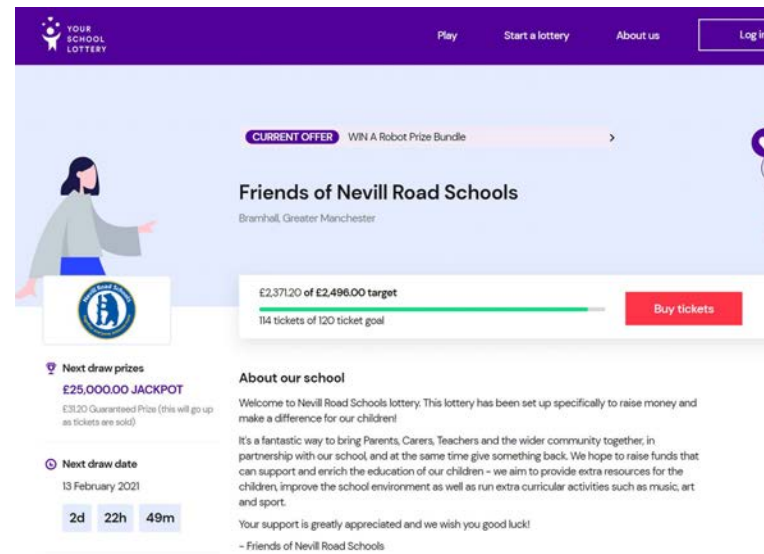 YOUR
SCHOOL
LOTTERY
Play
Start a lottery
About us
Log in
CURRENT OFFER WIN A Robot Prize Bundle
Friends of Nevill Road Schools
Bramhall, Greater Manchester
£2,371.20 of £2,496.00 target
114 tickets of 120 ticket goal
Buy tickets
Nevill Road Schools
Next draw prizes
£25,000.00 JACKPOT
£31.20 Guaranteed Prize (this will go up
as tickets are sold)
Next draw date
13 February 2021
2d 22h 49m
About our school
Welcome to Nevill Road Schools lottery. This lottery has been set up specifically to raise money and
make a difference for our children!
It's a fantastic way to bring Parents, Carers, Teachers and the wider community together, in
partnership with our school, and at the same time give something back. We hope to raise funds that
can support and enrich the education of our children - we aim to provide extra resources for the
children, improve the school environment as well as run extra curricular activities such as music, art
and sport.
Your support is greatly appreciated and we wish you good luck!
- Friends of Nevill Road Schools